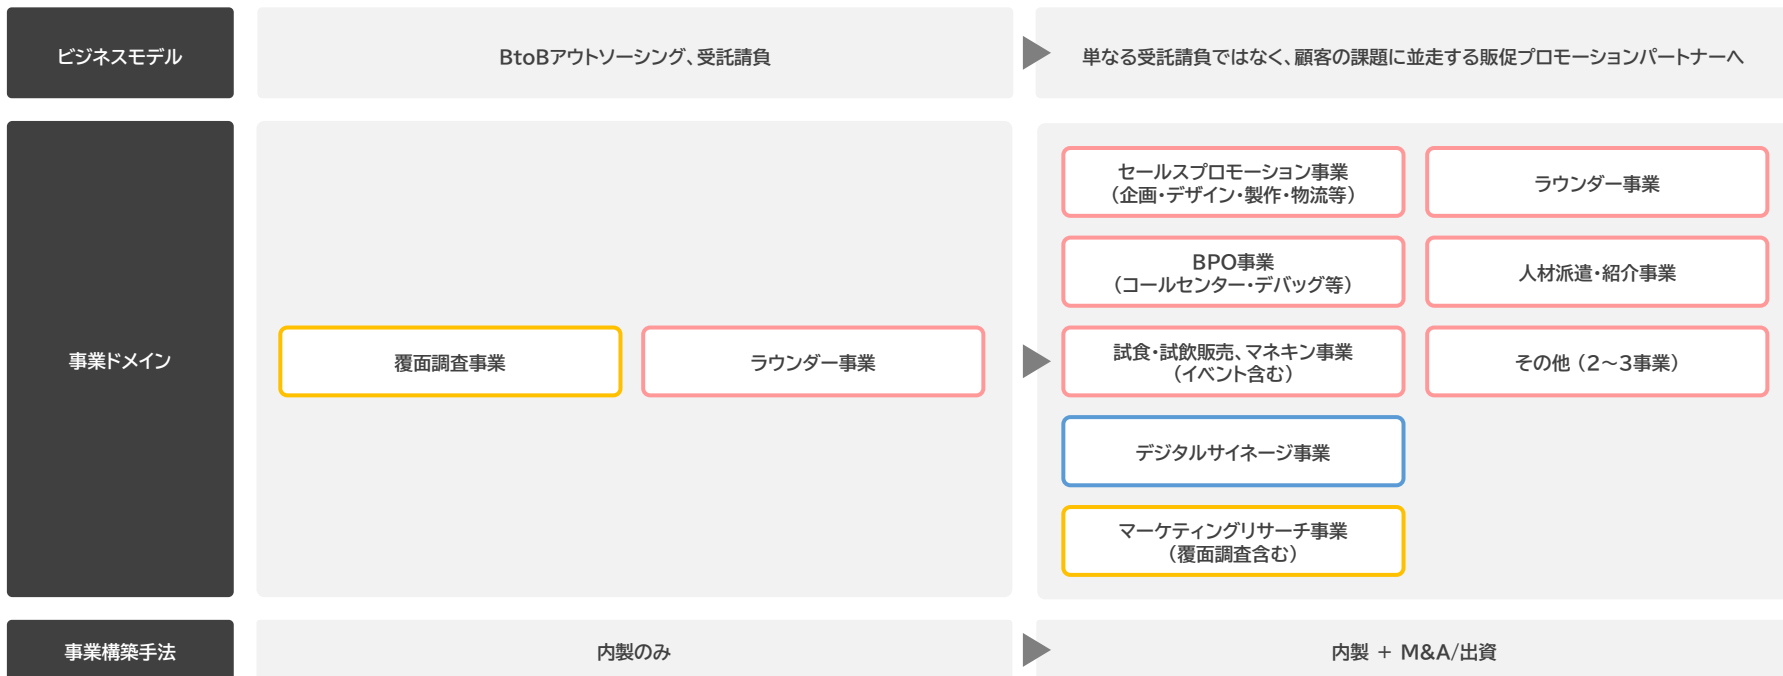 ビジネスモデル
BtoBアウトソーシング、受託請負
単なる受託請負ではなく、顧客の課題に並走する販促プロモーションパートナーへ
事業ドメイン
覆面調査事業
ラウンダー事業
セールスプロモーション事業
（企画・デザイン・製作・物流等）
ラウンダー事業
BPO事業
（コールセンター・デバッグ等）
人材派遣・紹介事業
試食・試飲販売、マネキン事業
（イベント含む）
その他（2～3事業）
デジタルサイネージ事業
マーケティングリサーチ事業
（覆面調査含む）
事業構築手法
内製のみ
内製 + M&A/出資